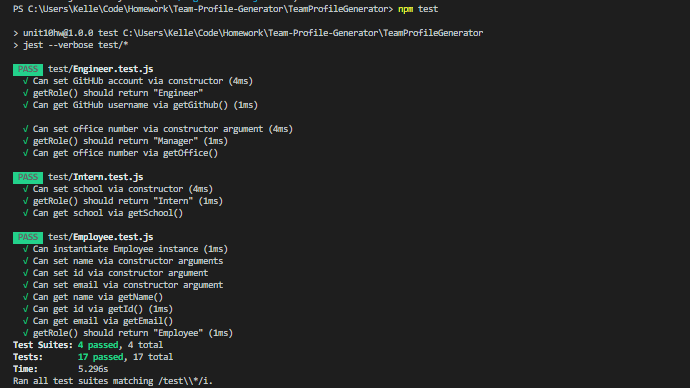 PS C:\Users\Kelle\Code\Homework\Team-Profile-Generator\TeamProfileGenerator> npm test
> unit10hw@1.0.0 test C:\Users\Kelle\Code\Homework\Team-Profile-Generator\TeamProfileGenerator
> jest --verbose test/*
PASS test/Engineer.test.js
√ Can set GitHUb account via constructor (4ms)
√ getRole() should return "Engineer"
√ Can get GitHub username via getGithub() (1ms)
√ Can set office number via constructor argument (4ms)
√ getRole() should return "Manager" (1ms)
√ Can get office number via getOffice()
PASS test/Intern.test.js
√ Can set school via constructor (4ms)
√ getRole() should return "Intern" (1ms)
√ Can get school via getSchool()
PASS test/Employee.test.js
√ Can instantiate Employee instance (1ms)
√ Can set name via constructor arguments
√ Can set id via constructor argument
√ Can set email via constructor argument
√ Can get name via getName()
√ Can get id via getId() (1ms)
√ Can get email via getEmail()
√ getRole() should return "Employee" (1ms)
Test Suites: 4 passed, 4 total
Tests: 17 passed, 17 total
Time: 5.296s
Ran all test suites matching /test\\*/i.